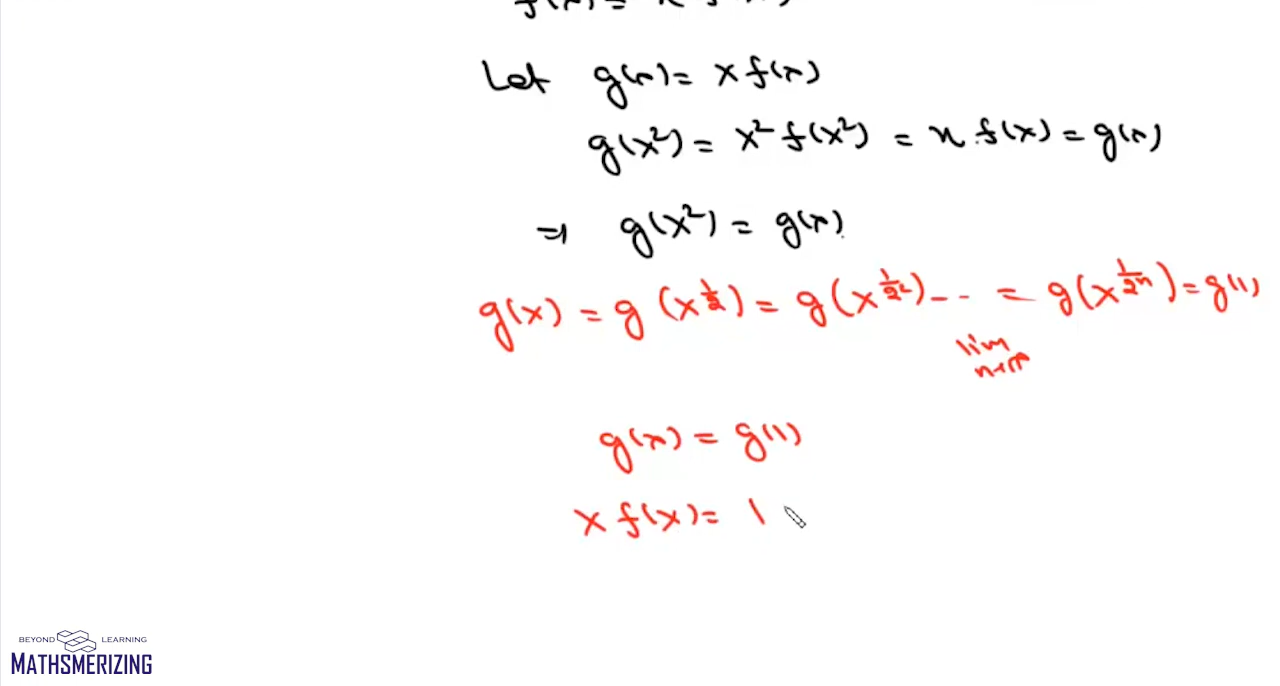 f(x) = x f(x)
Let g(x) = x f(x)
g(x²) = x² f(x²) = x . f(x) = g(x)
⇒ g(x²) = g(x).
g(x) = g(x^{1/2}) = g(x^{1/2²}) - - - = g(x^{1/2ⁿ}) = g(1)
lim
n→∞
g(x) = g(1)
x f(x) = 1
BEYOND LEARNING
MATHSMERIZING